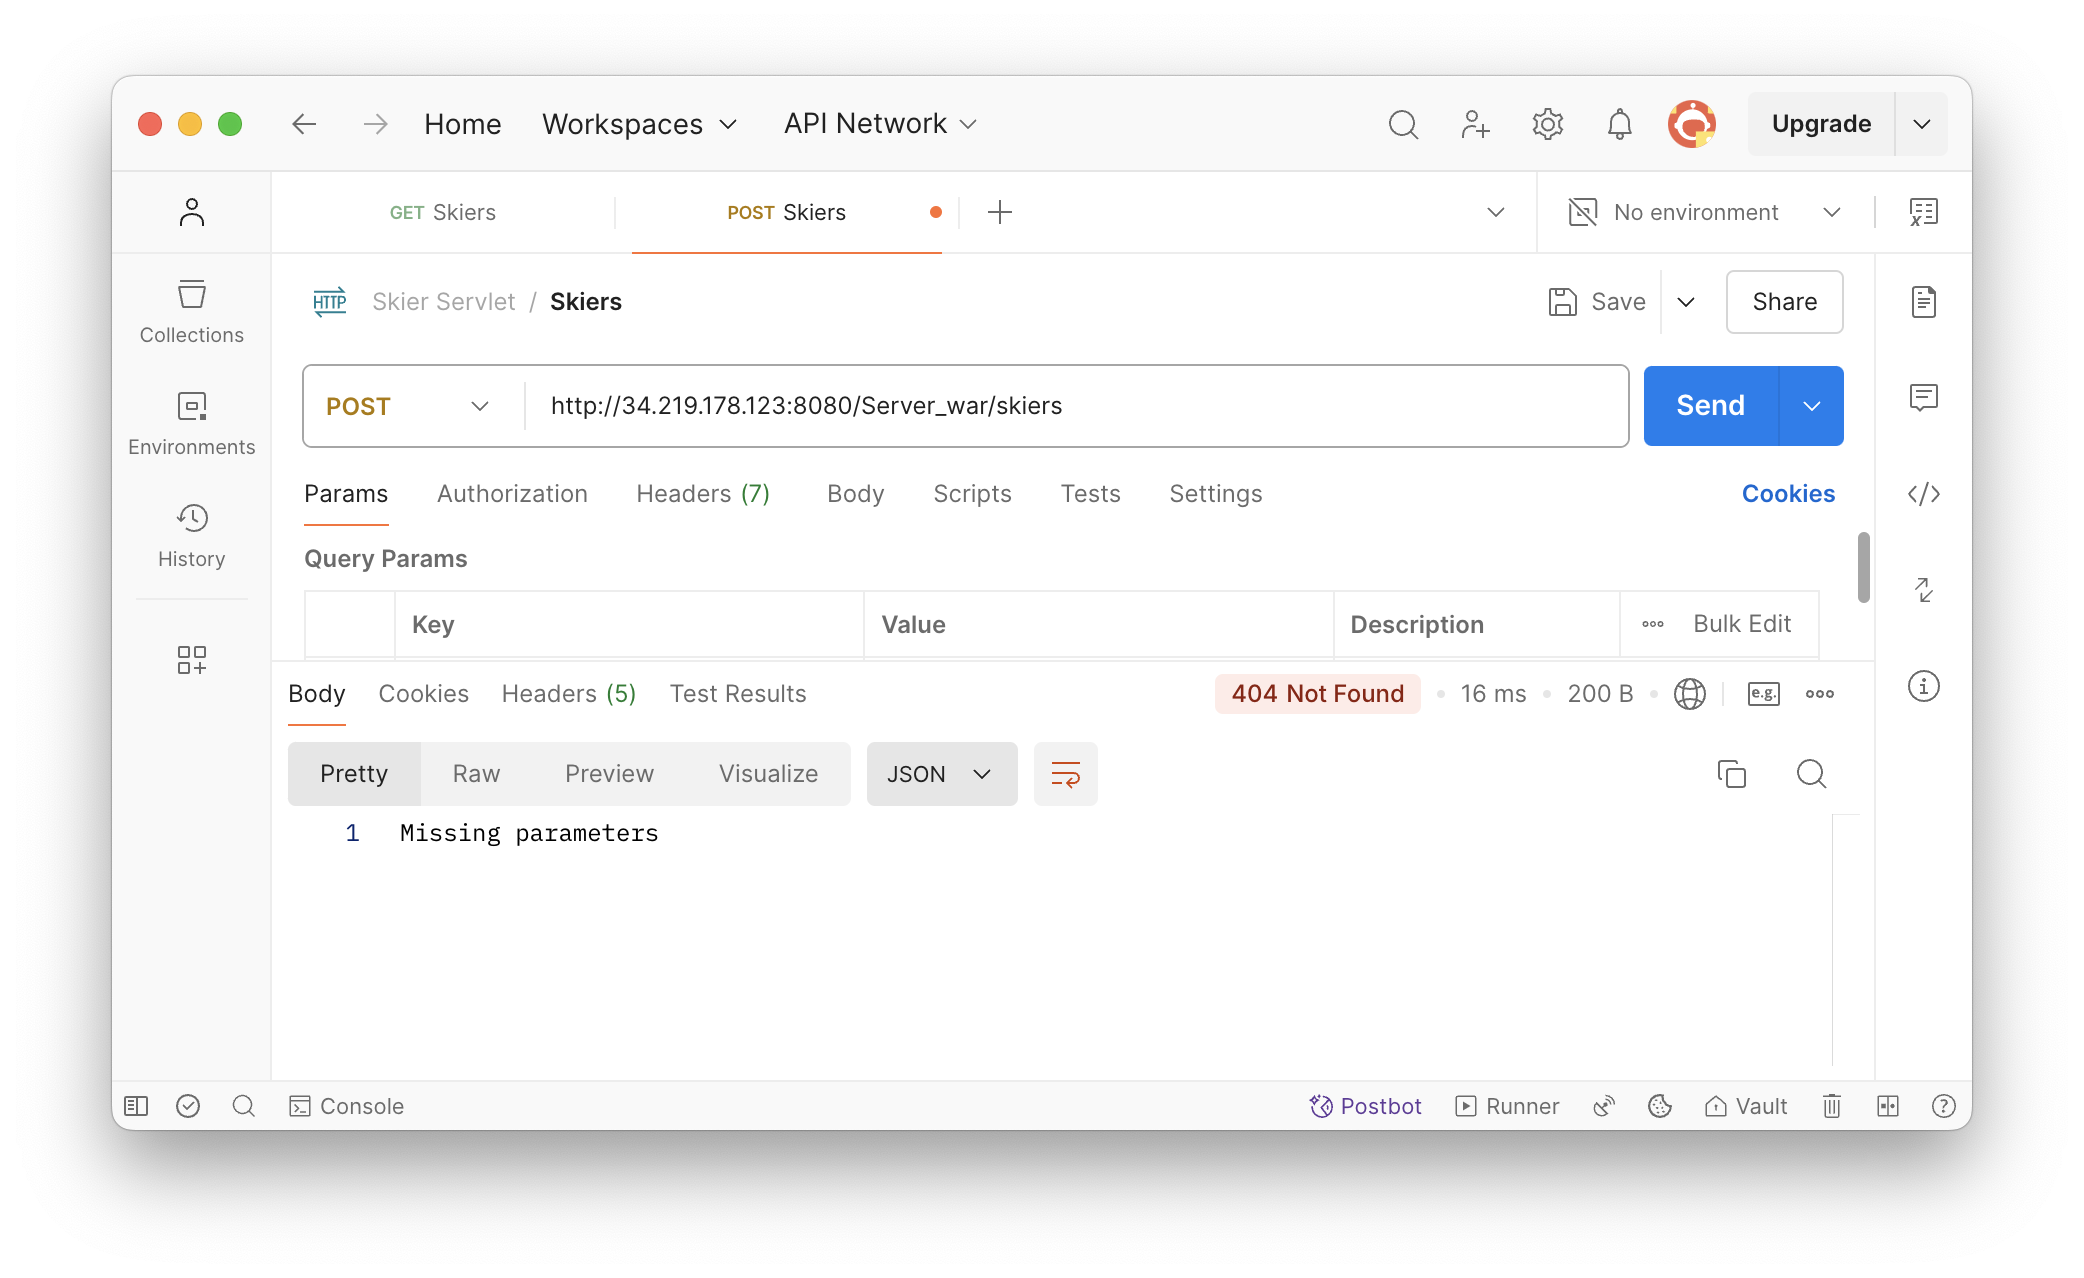 Home Workspaces API Network Upgrade
GET Skiers POST Skiers No environment
HTTP Skier Servlet / Skiers Save Share
Collections
POST http://34.219.178.123:8080/Server_war/skiers Send
Environments
Params Authorization Headers (7) Body Scripts Tests Settings Cookies
History
Query Params
Key Value Description Bulk Edit
Body Cookies Headers (5) Test Results 404 Not Found 16 ms 200 B e.g.
Pretty Raw Preview Visualize JSON
1 Missing parameters
Console Postbot Runner Vault